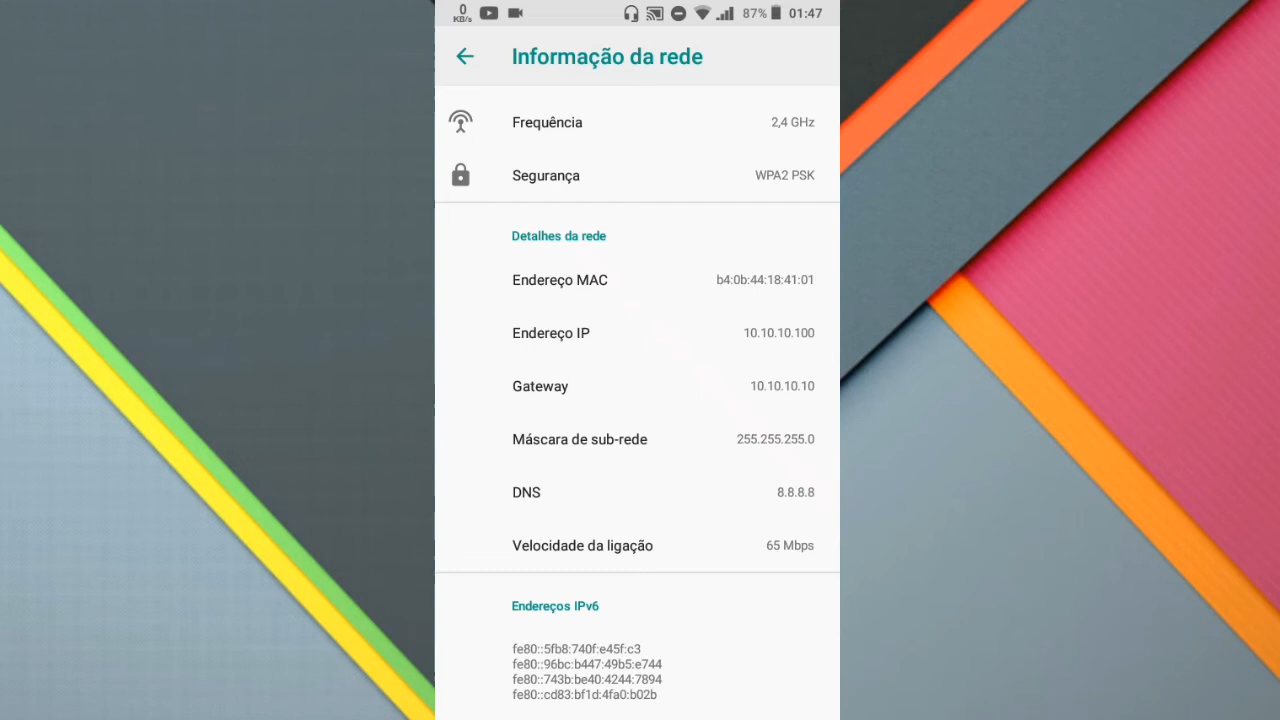 0
KB/s
87%
01:47
Informação da rede
Frequência
2,4 GHz
Segurança
WPA2 PSK
Detalhes da rede
Endereço MAC
b4:0b:44:18:41:01
Endereço IP
10.10.10.100
Gateway
10.10.10.10
Máscara de sub-rede
255.255.255.0
DNS
8.8.8.8
Velocidade da ligação
65 Mbps
Endereços IPv6
fe80::5fb8:740f:e45f:c3
fe80::96bc:b447:49b5:e744
fe80::743b:be40:4244:7894
fe80::cd83:bf1d:4fa0:b02b